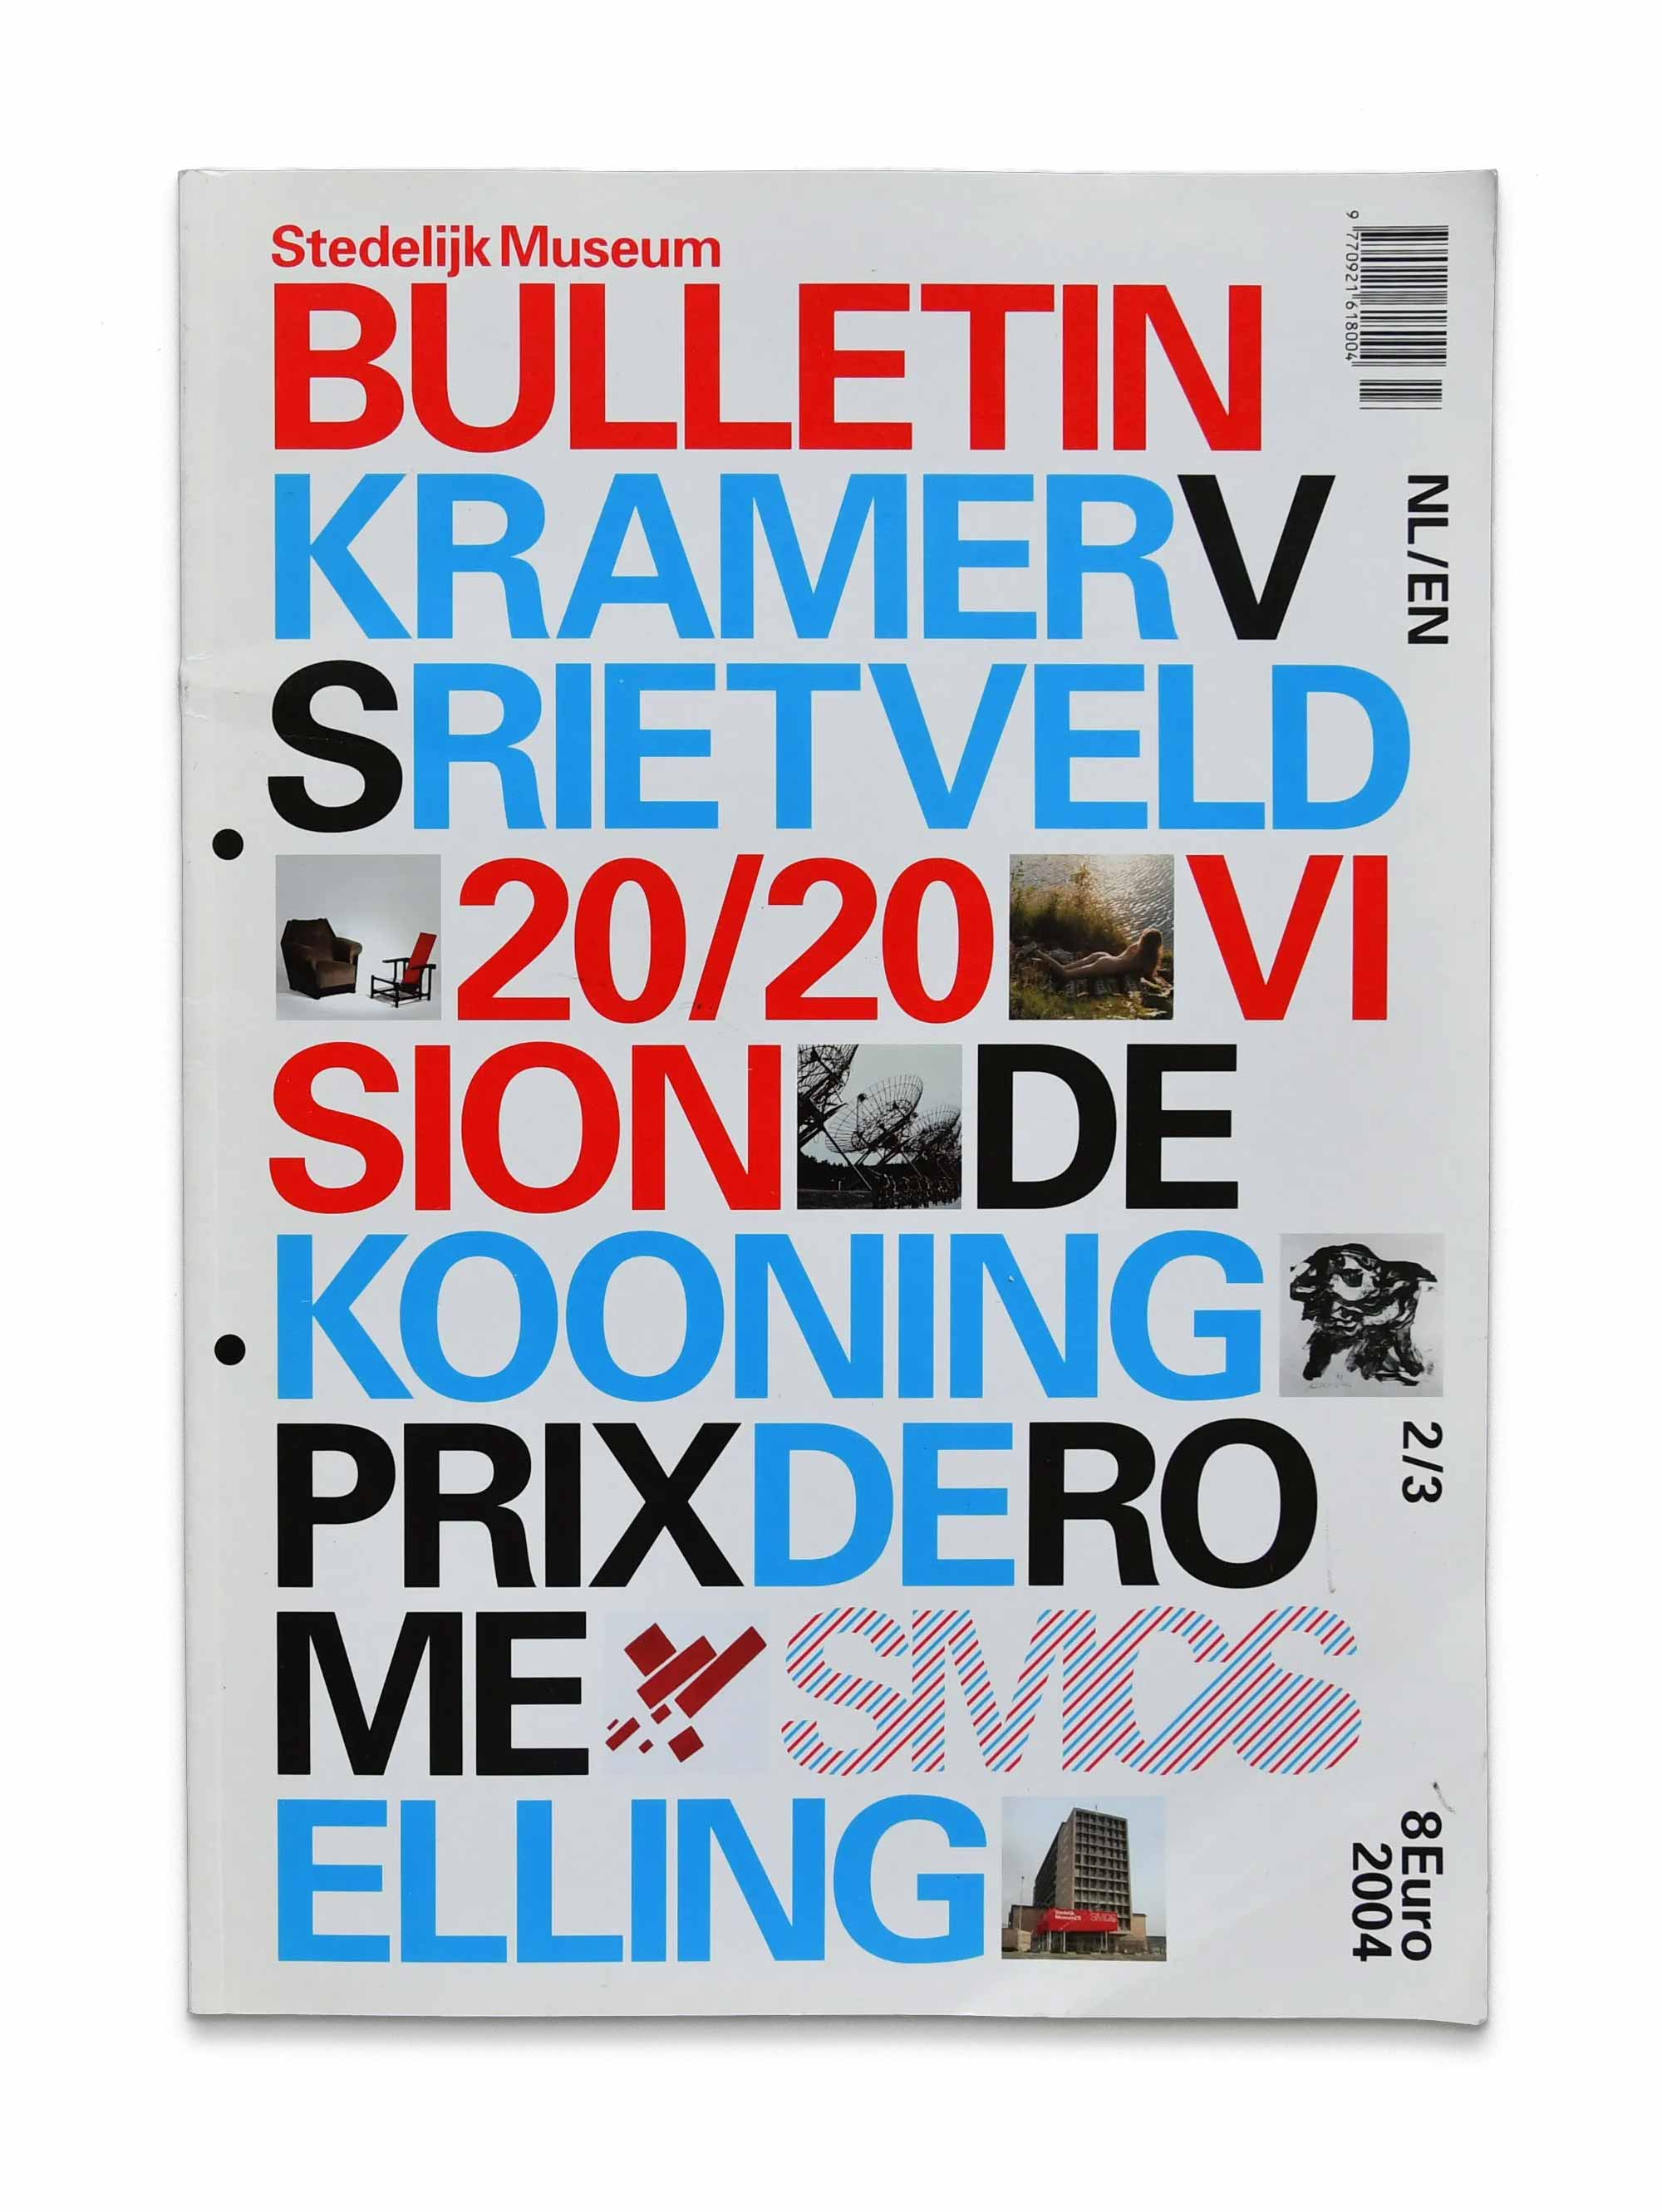 Stedelijk Museum
BULLETIN
KRAMERV
SRIETVELD
20/20 VI
SION DE
KOONING
PRIXDERO
ME SMCS
ELLING
9 770921 618004
NL/EN
2/3
8Euro
2004